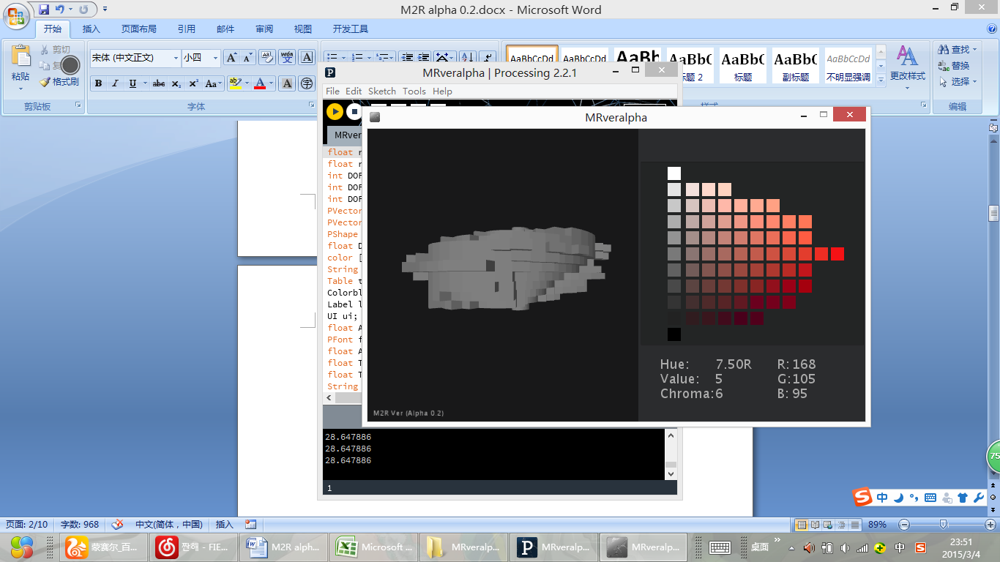 M2R alpha 0.2.docx - Microsoft Word
开始 插入 页面布局 引用 邮件 审阅 视图 开发工具
粘贴
剪切
格式刷
剪贴板
宋体 (中文正文) 小四
字体
AaBbCcDd AaBbCcDd AaBb AaBbC AaBbC AaBbC AaBbCcDd
标题 2 标题 副标题 不明显强调
更改样式
查找
替换
选择
编辑
MRveralpha | Processing 2.2.1
File Edit Sketch Tools Help
MRveralpha
float
float
int DOF
int DOF
int DOF
PVector
PVector
PShape
float D
color [
String
Table t
Colorbl
Label l
UI ui;
float A
PFont f
float A
float T
float T
String
Hue: 7.50R R: 168
Value: 5 G:105
Chroma:6 B: 95
M2R Ver (Alpha 0.2)
28.647886
28.647886
28.647886
1
75
中
页面: 2/10 字数: 968 中文(简体，中国) 插入 89%
蒙赛尔_百... 짠해 - FIE... M2R alph... Microsoft ... MRveralp... MRveralp... MRveralp... 桌面 中
23:51
2015/3/4